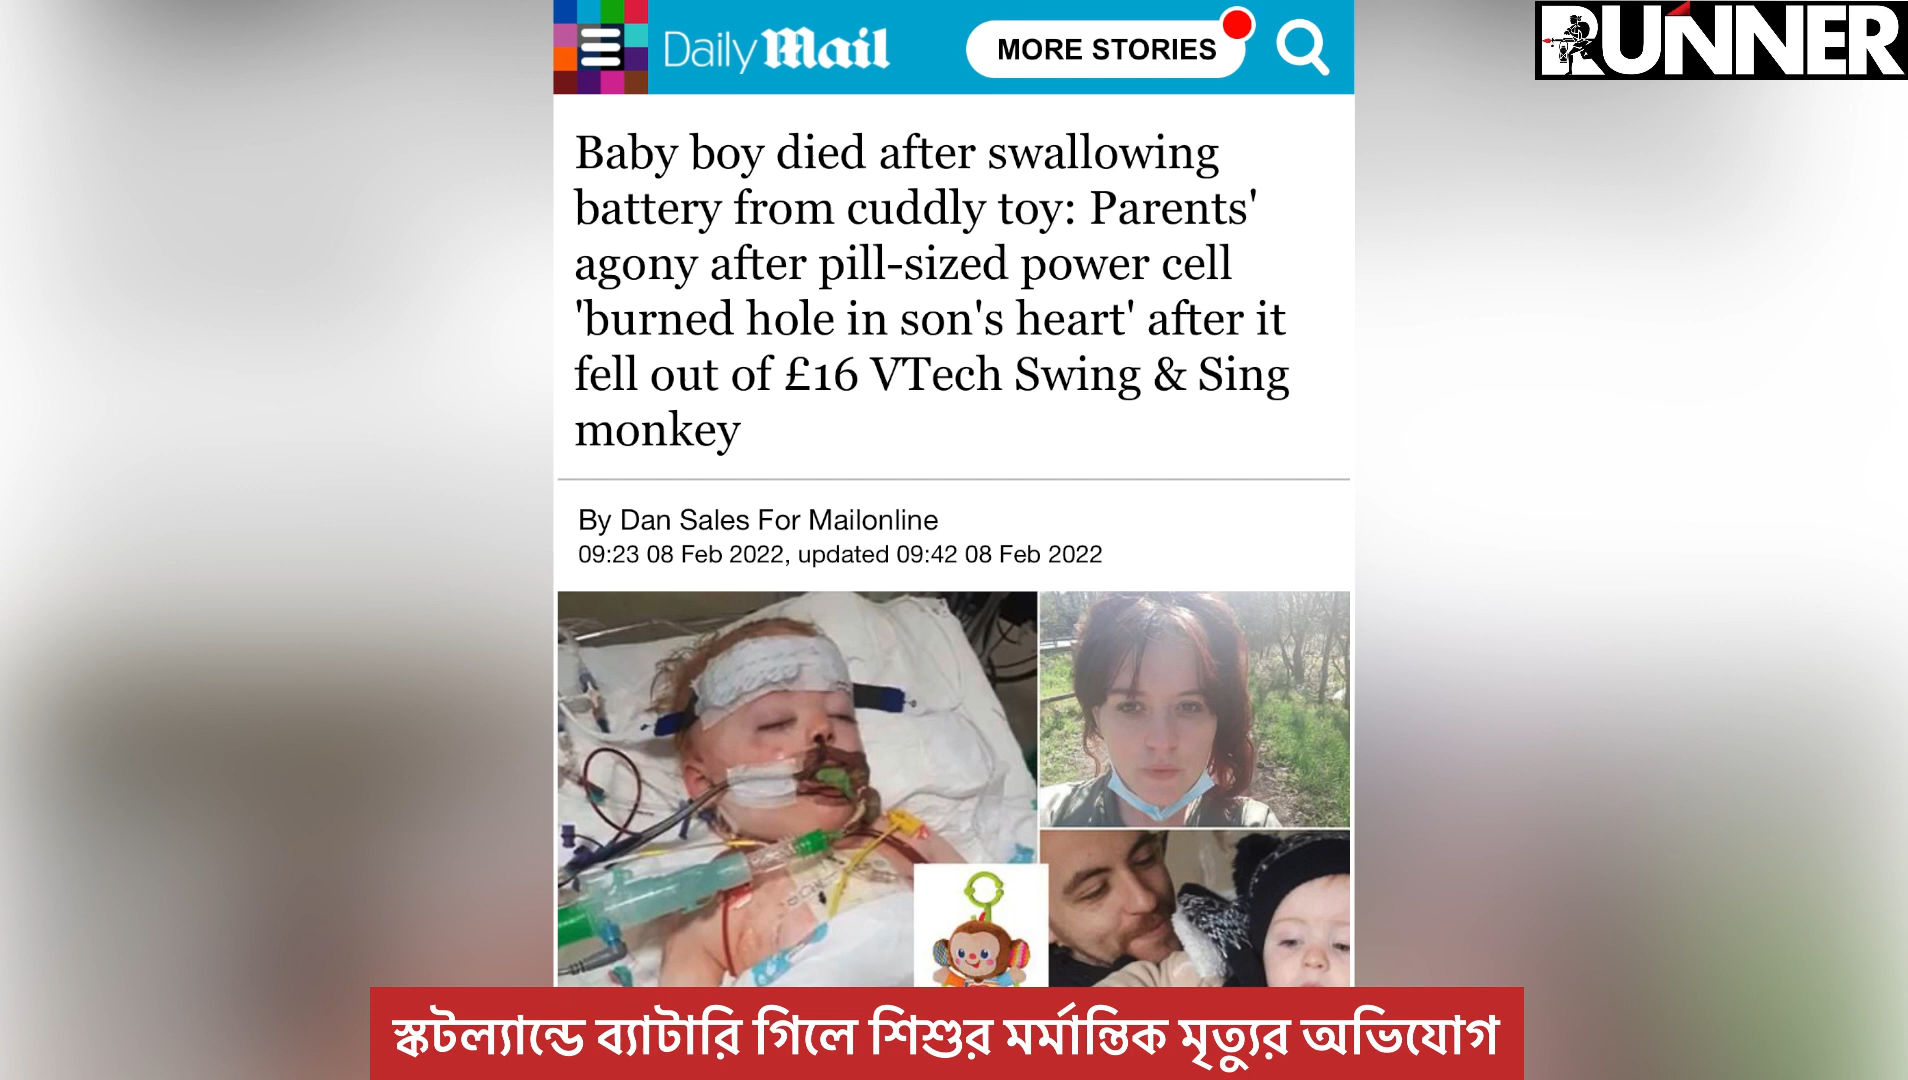 Daily Mail
MORE STORIES
RUNNER
Baby boy died after swallowing
battery from cuddly toy: Parents'
agony after pill-sized power cell
'burned hole in son's heart' after it
fell out of £16 VTech Swing & Sing
monkey
By Dan Sales For Mailonline
09:23 08 Feb 2022, updated 09:42 08 Feb 2022
স্কটল্যান্ডে ব্যাটারি গিলে শিশুর মর্মান্তিক মৃত্যুর অভিযোগ